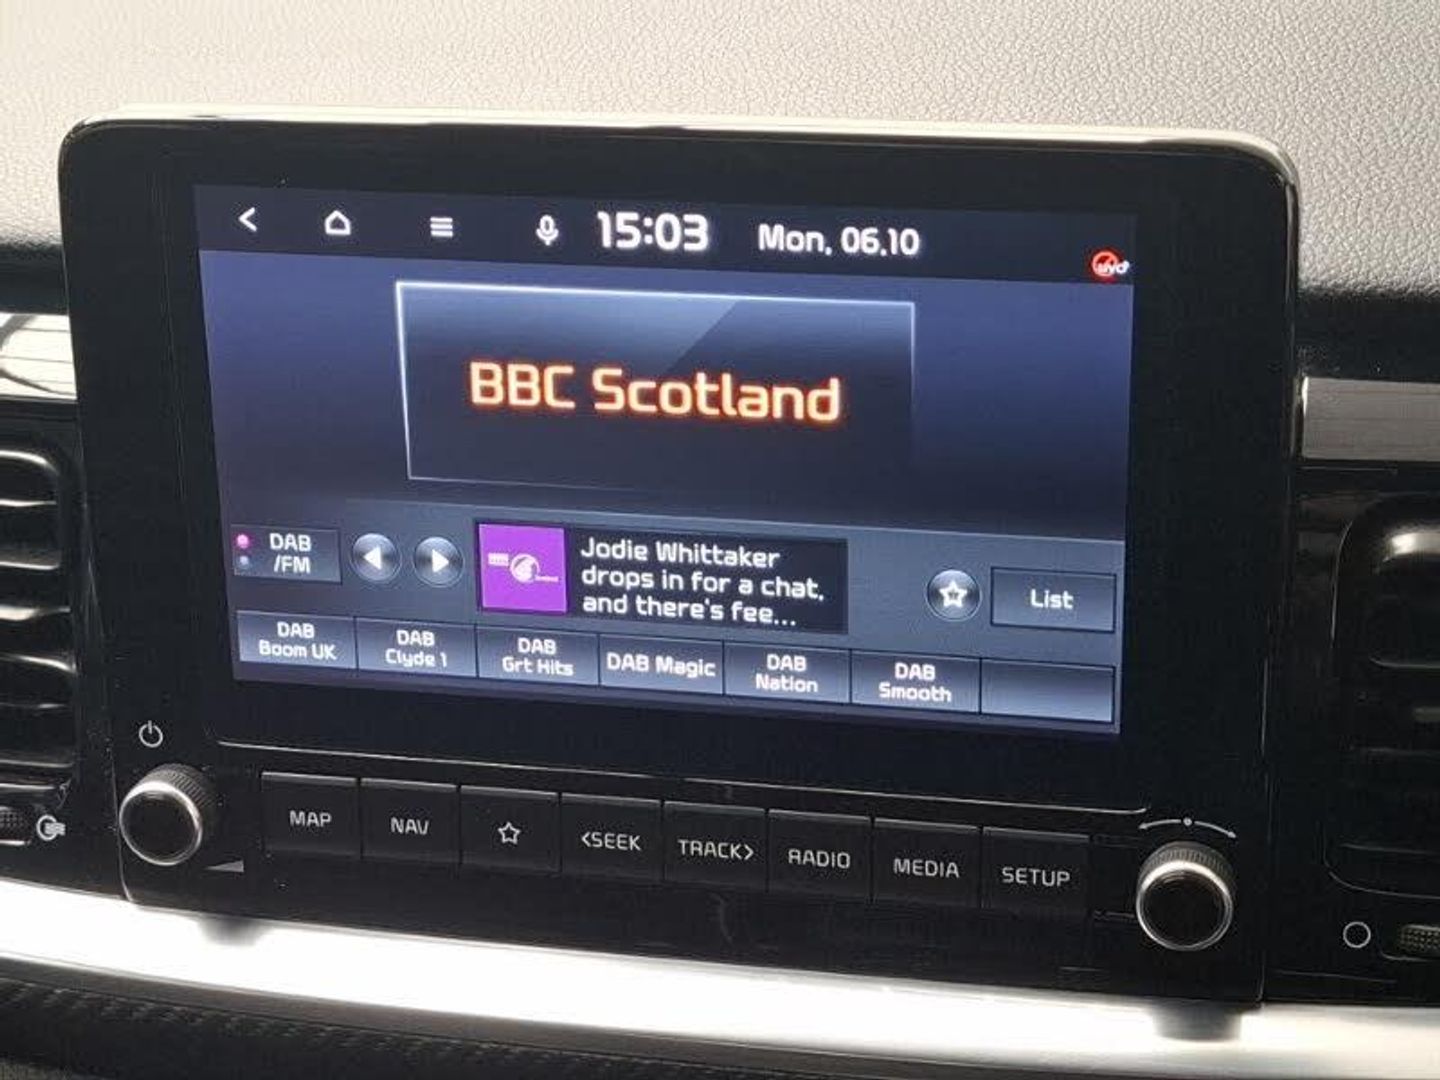 15:03 Mon, 06.10
BBC Scotland
DAB
/FM
Jodie Whittaker
drops in for a chat,
and there's fee...
List
DAB
Boom UK
DAB
Clyde 1
DAB
Grt Hits
DAB Magic
DAB
Nation
DAB
Smooth
MAP
NAV
<SEEK
TRACK>
RADIO
MEDIA
SETUP